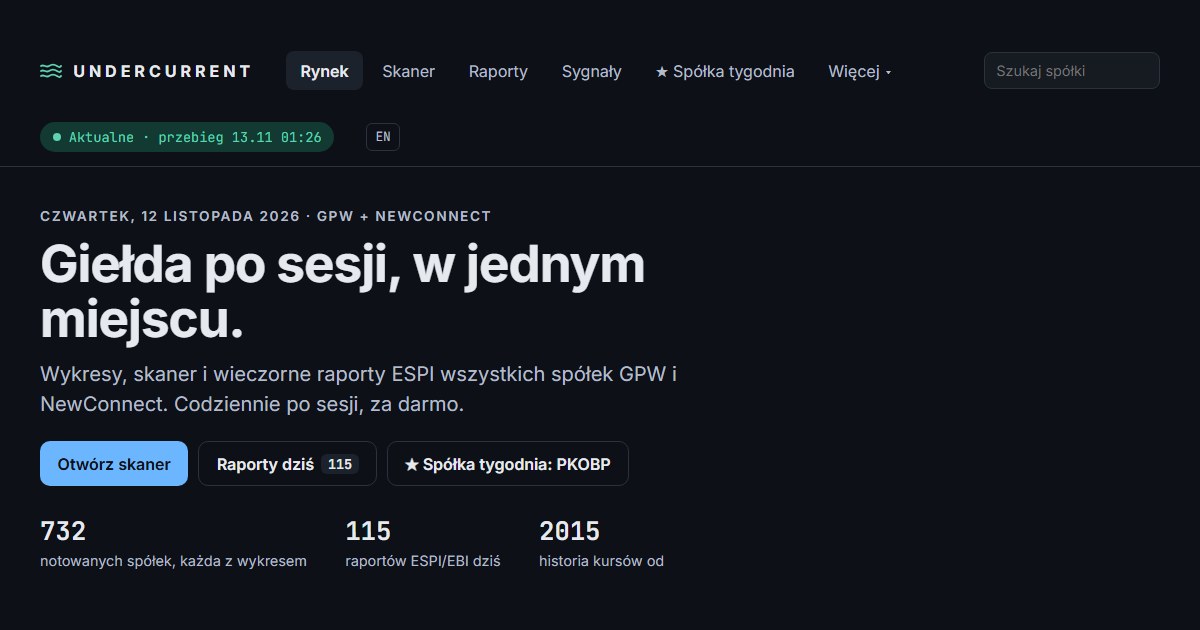 UNDERCURRENT Rynek Skaner Raporty Sygnały ★ Spółka tygodnia Więcej ▾ Szukaj spółki
Aktualne · przebieg 13.11 01:26 EN
CZWARTEK, 12 LISTOPADA 2026 · GPW + NEWCONNECT
Giełda po sesji, w jednym
miejscu.
Wykresy, skaner i wieczorne raporty ESPI wszystkich spółek GPW i
NewConnect. Codziennie po sesji, za darmo.
Otwórz skaner Raporty dziś 115 ★ Spółka tygodnia: PKOBP
732 115 2015
notowanych spółek, każda z wykresem raportów ESPI/EBI dziś historia kursów od